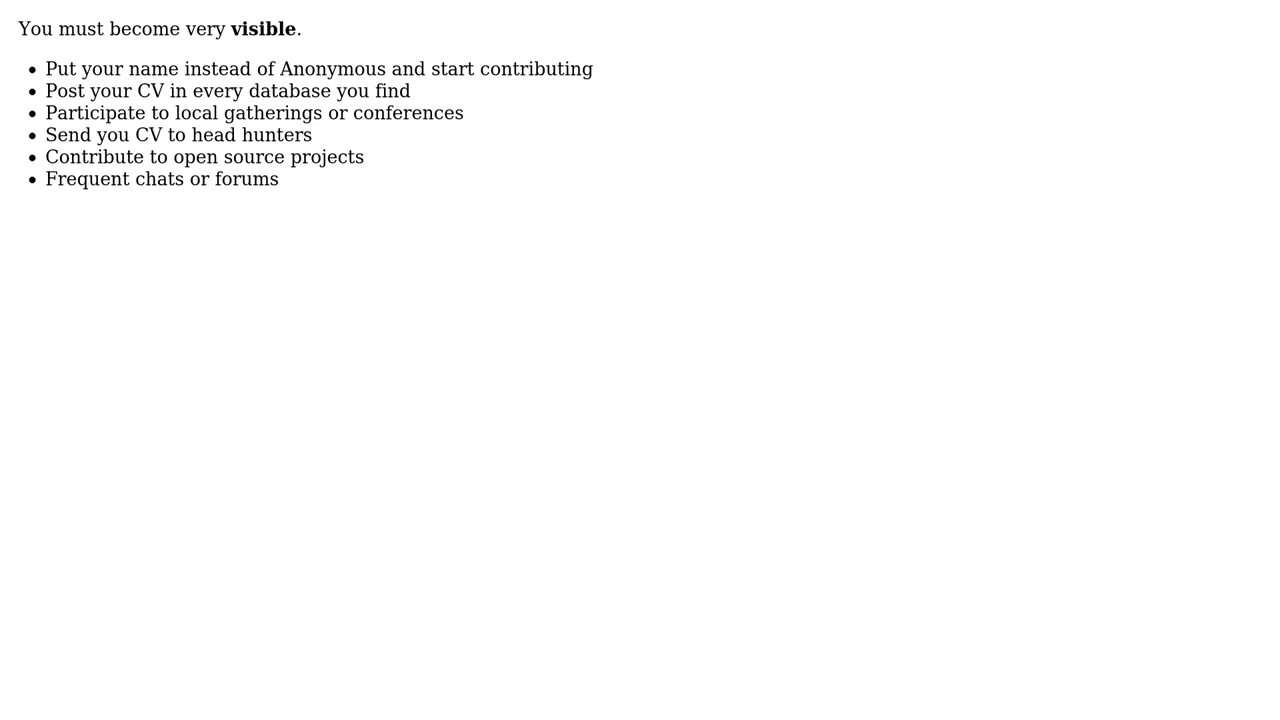 You must become very visible.
• Put your name instead of Anonymous and start contributing
• Post your CV in every database you find
• Participate to local gatherings or conferences
• Send you CV to head hunters
• Contribute to open source projects
• Frequent chats or forums